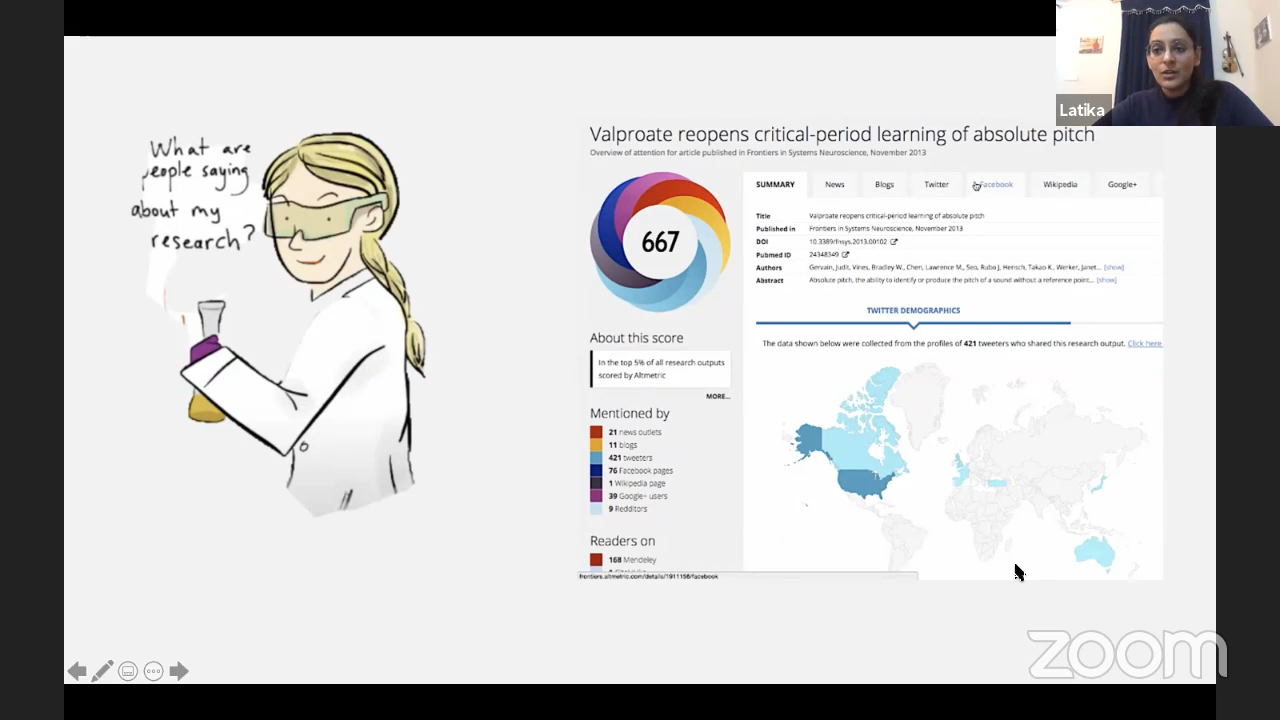 Latika
What are
people saying
about my
research?
Valproate reopens critical-period learning of absolute pitch
Overview of attention for article published in Frontiers in Systems Neuroscience, November 2013
667
SUMMARY News Blogs Twitter Facebook Wikipedia Google+
Title Valproate reopens critical-period learning of absolute pitch
Published in Frontiers in Systems Neuroscience, November 2013
DOI 10.3389/fnsys.2013.00102
Pubmed ID 24348349
Authors Gervain, Judit, Vines, Bradley W., Chen, Lawrence M., Seo, Rubo J, Hensch, Takao K., Werker, Janet... [show]
Abstract Absolute pitch, the ability to identify or produce the pitch of a sound without a reference point... [show]
TWITTER DEMOGRAPHICS
The data shown below were collected from the profiles of 421 tweeters who shared this research output. Click here
About this score
In the top 5% of all research outputs
scored by Altmetric
MORE...
Mentioned by
21 news outlets
11 blogs
421 tweeters
76 Facebook pages
1 Wikipedia page
39 Google+ users
9 Redditors
Readers on
168 Mendeley
frontiers.altmetric.com/details/1911156/facebook
zoom